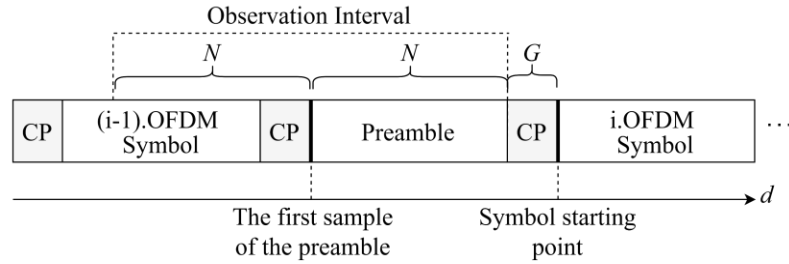 Observation Interval
N
N
G
CP
(i-1).OFDM
Symbol
CP
Preamble
CP
i.OFDM
Symbol
...
d
The first sample
of the preamble
Symbol starting
point